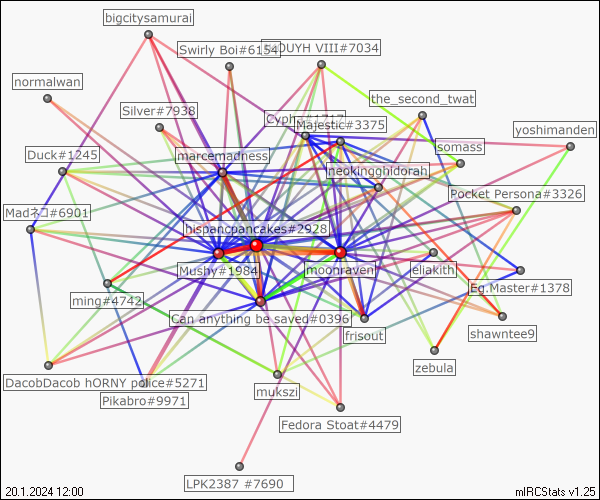 bigcitysamurai
Swirly Boi#6154
#7034
normalwan
the_second_twat
Silver#7938
Majestic#3375
yoshimanden
somass
Duck#1245
marcemadness
neokingghidorah
Pocket Persona#3326
Madネコ#6901
hispancpancakes#2928
Mushy#1984
moonraven
eliakith
Eg.Master#1378
ming#4742
Can anything be saved#0396
frisout
shawntee9
zebula
DacobDacob hORNY police#5271
mukszi
Pikabro#9971
Fedora Stoat#4479
LPK2387 #7690
20.1.2024 12:00
mIRCStats v1.25